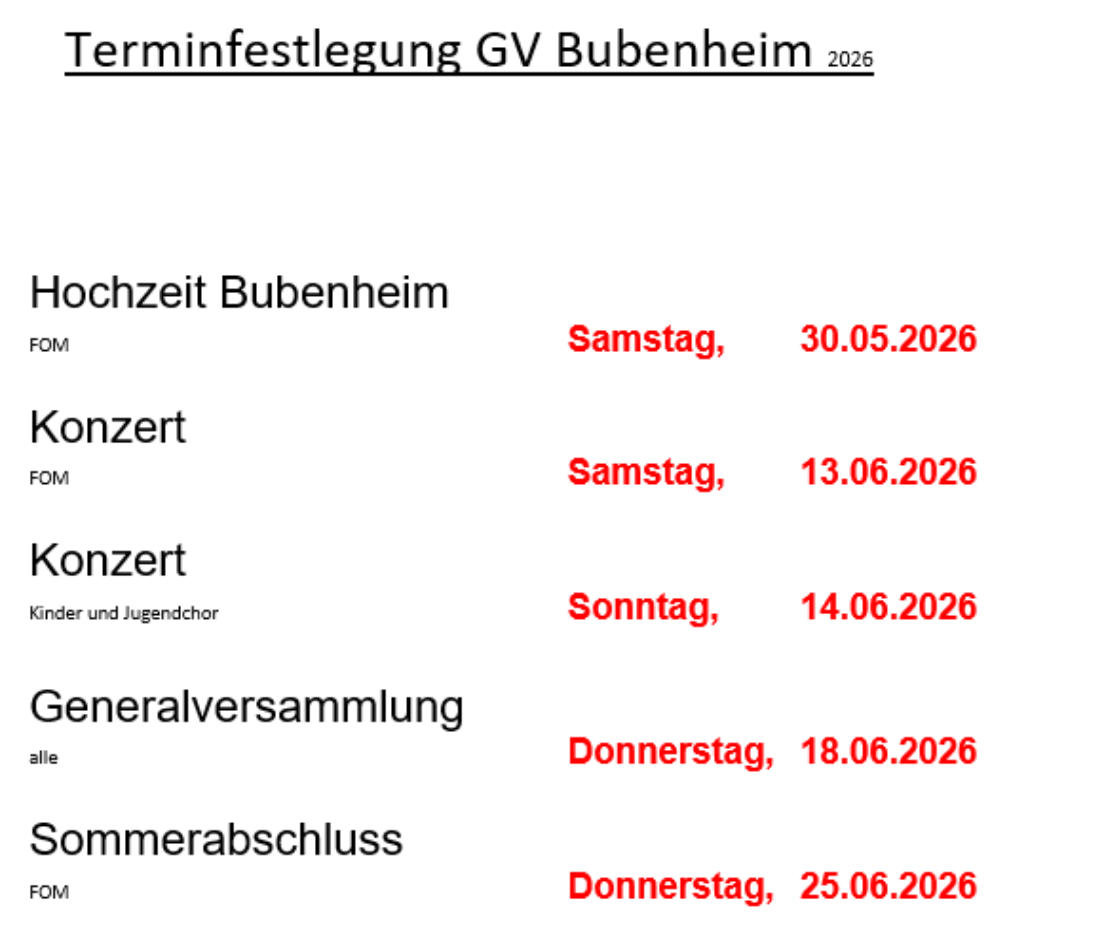 Terminfestlegung GV Bubenheim 2026
Hochzeit Bubenheim
FOM Samstag, 30.05.2026
Konzert
FOM Samstag, 13.06.2026
Konzert
Kinder und Jugendchor Sonntag, 14.06.2026
Generalversammlung
alle Donnerstag, 18.06.2026
Sommerabschluss
FOM Donnerstag, 25.06.2026